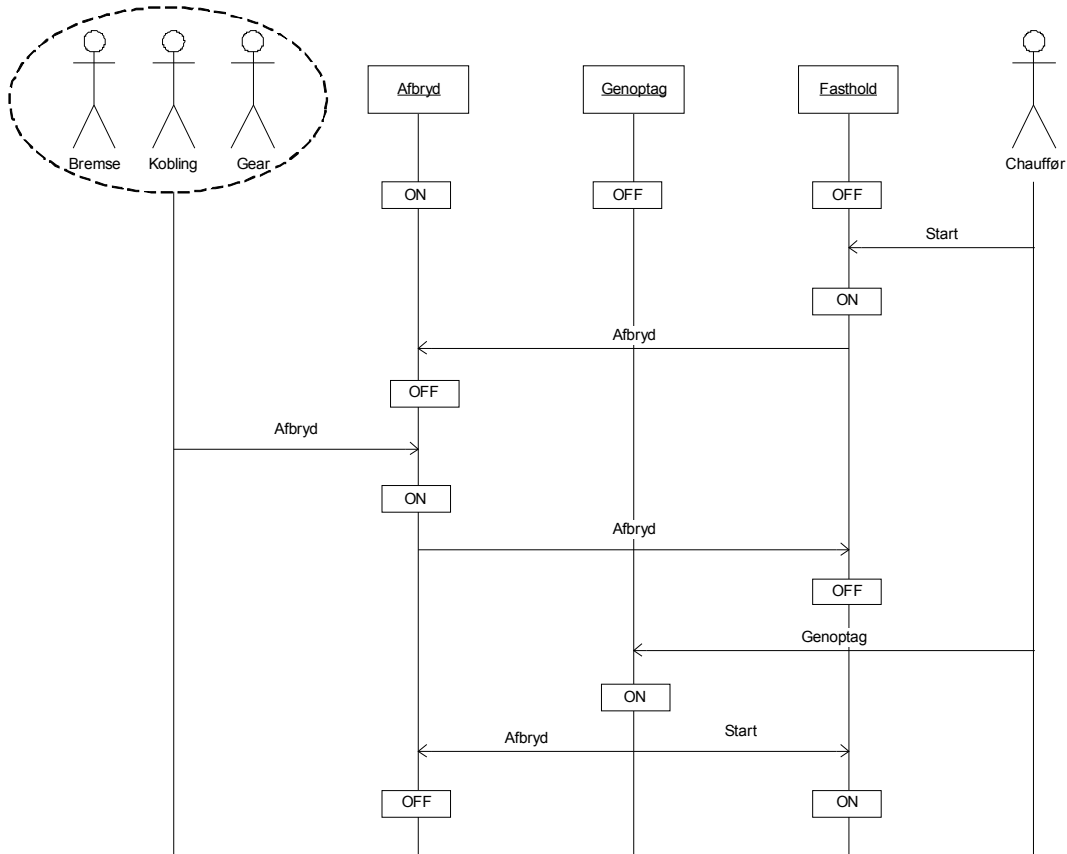 Afbryd
Genoptag
Fasthold
Bremse
Kobling
Gear
Chauffør
ON
OFF
OFF
Start
ON
Afbryd
OFF
Afbryd
ON
Afbryd
OFF
Genoptag
ON
Afbryd
Start
OFF
ON